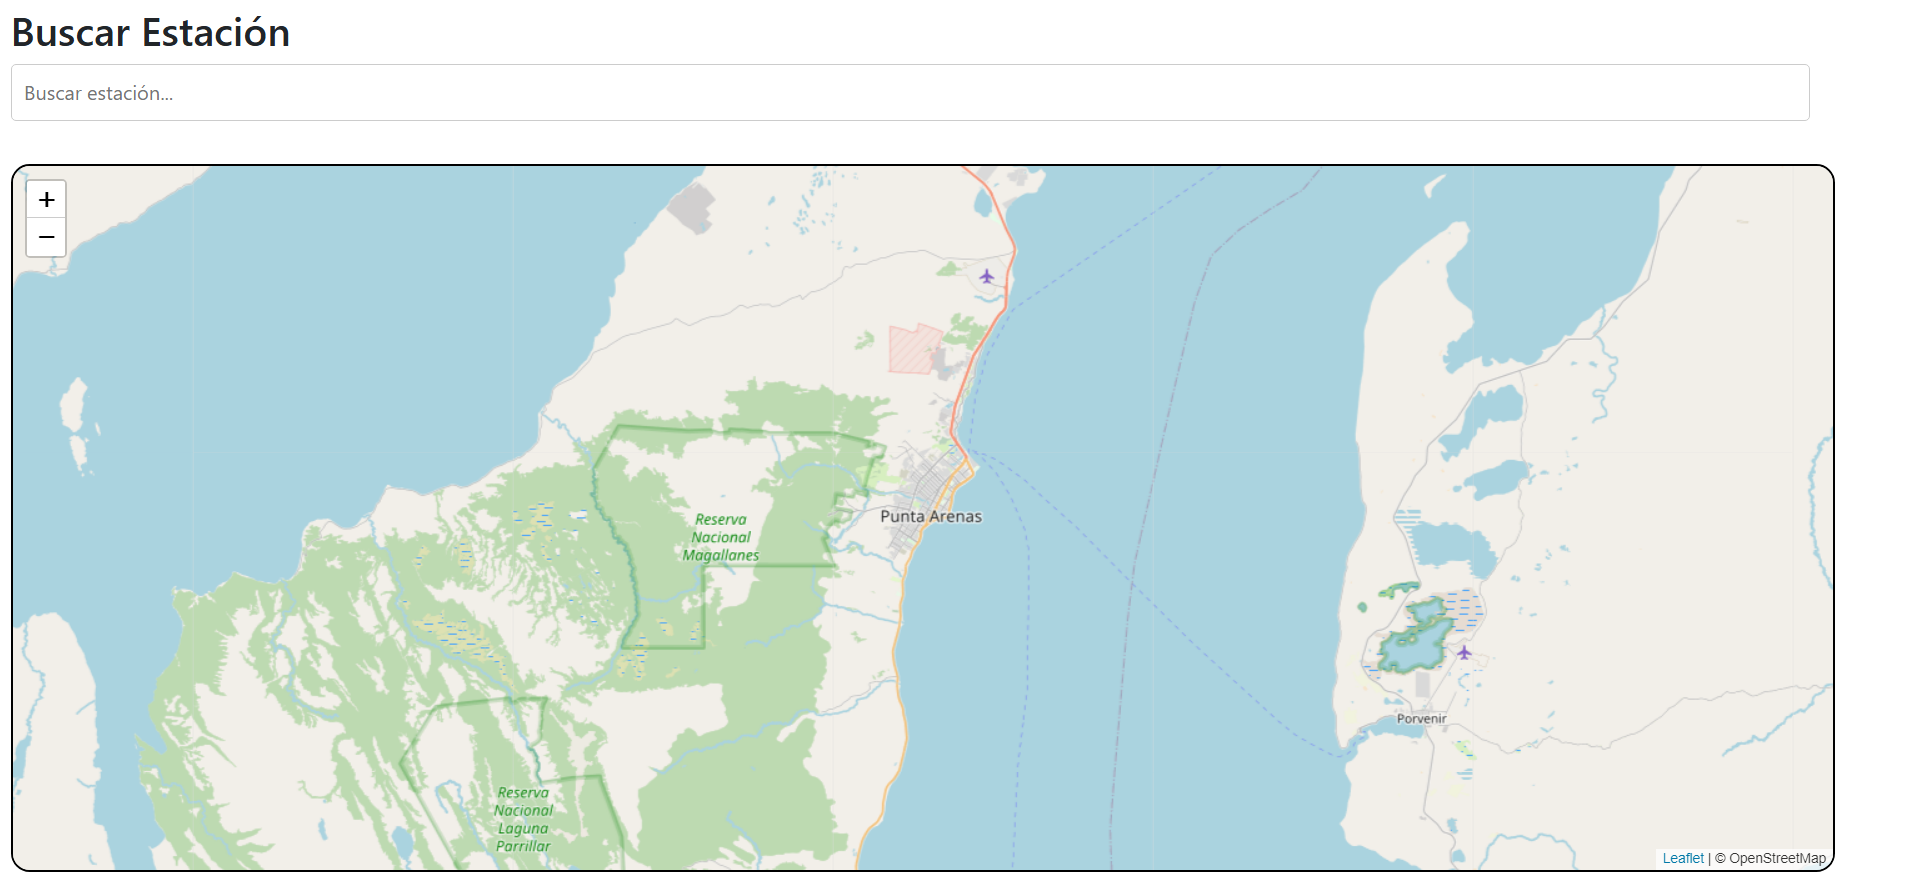 Buscar Estación
Buscar estación...
+
−
Punta Arenas
Reserva
Nacional
Magallanes
Porvenir
Reserva
Nacional
Laguna
Parrillar
Leaflet | © OpenStreetMap